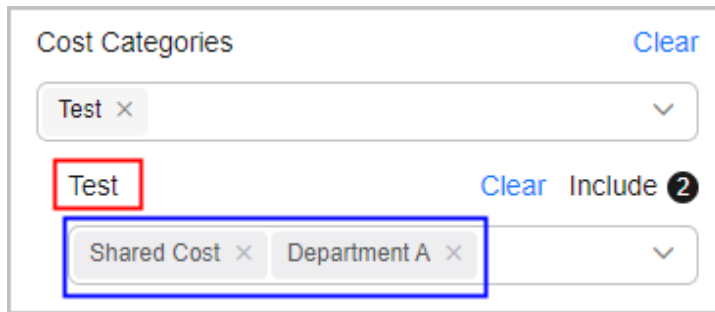 Cost Categories Clear
Test ×
Test Clear Include 2
Shared Cost × Department A ×